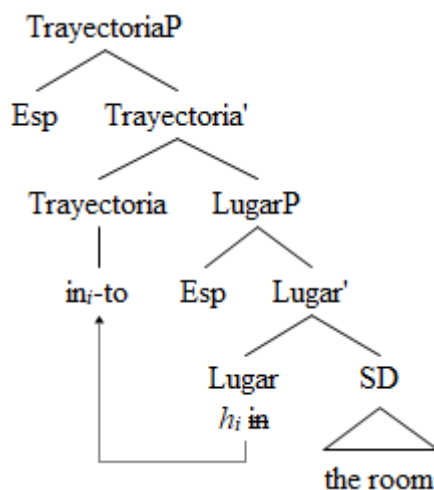 TrayectoriaP
Esp Trayectoria'
Trayectoria LugarP
inᵢ-to Esp Lugar'
Lugar SD
hᵢ in
the room